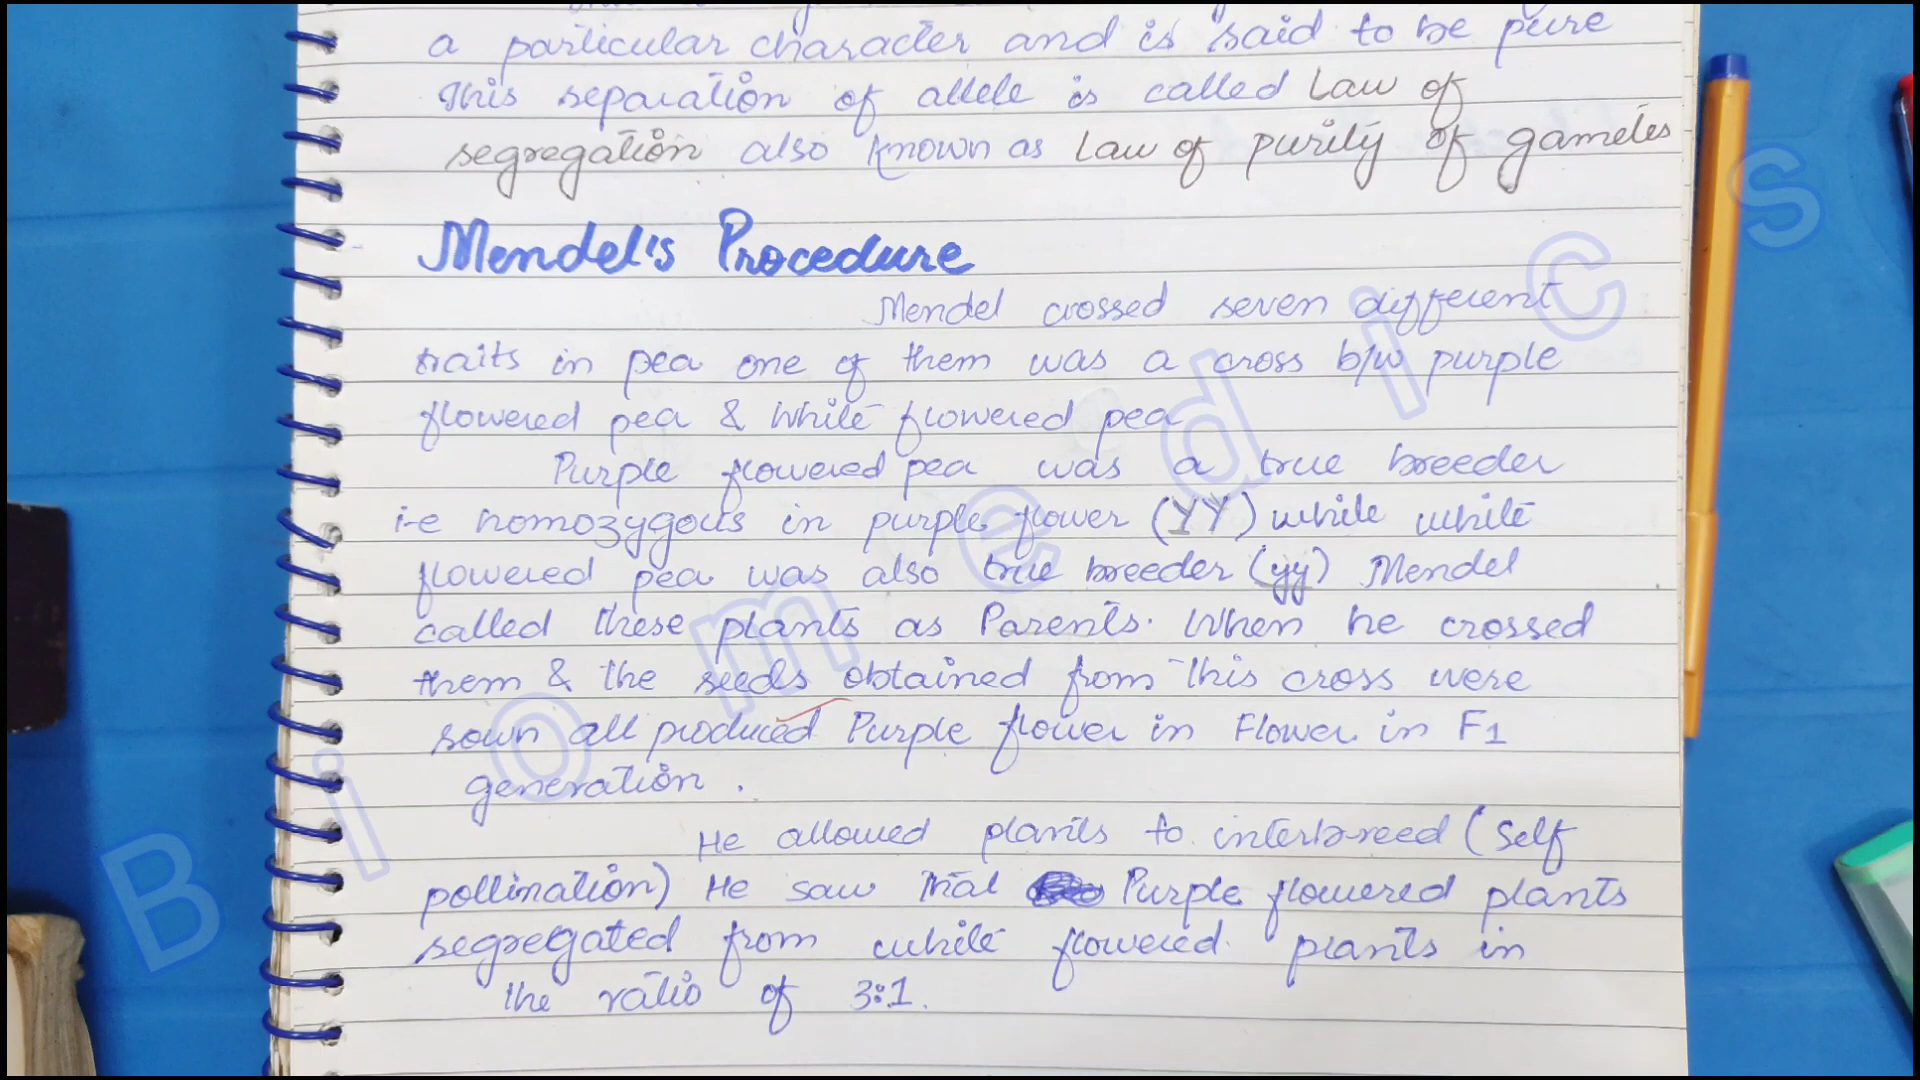 a particular character and is said to be pure
This separation of allele is called Law of
segregation also known as Law of purity of gametes
Mendel's Procedure
Mendel crossed seven different
traits in pea one of them was a cross b/w purple
flowered pea & white flowered pea
Purple flowered pea was a true breeder
i-e homozygous in purple flower (YY) while white
flowered pea was also true breeder (yy) Mendel
called these plants as Parents. When he crossed
them & the seeds obtained from this cross were
sown all produced Purple flower in Flower in F1
generation.
He allowed plants to interbreed (Self
pollination) He saw that Purple flowered plants
segregated from white flowered plants in
the ratio of 3:1.
Biomedics